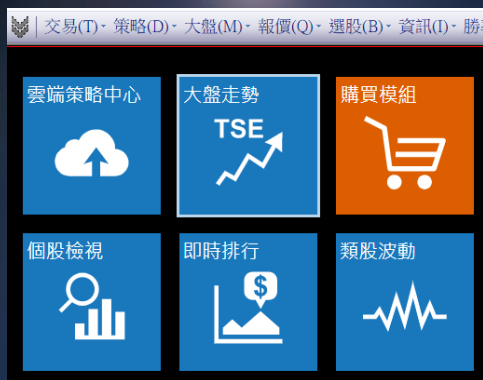 交易(T) 策略(D) 大盤(M) 報價(Q) 選股(B) 資訊(I)
雲端策略中心 大盤走勢 購買模組
TSE
$
個股檢視 即時排行 類股波動